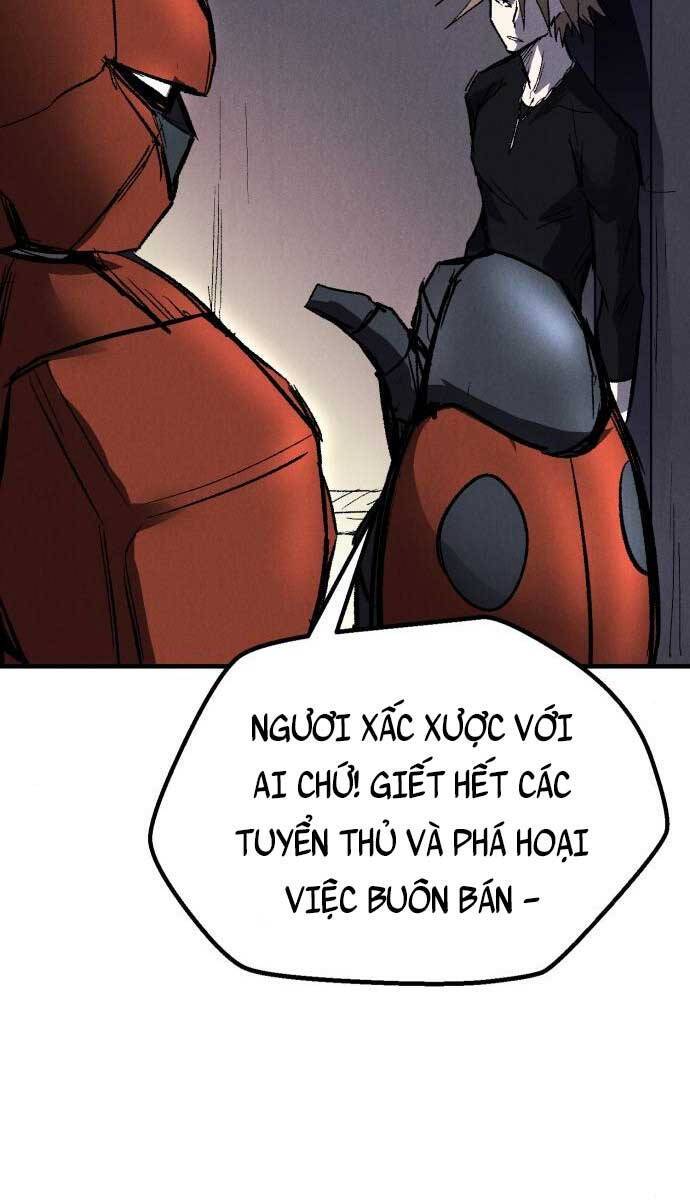 NGƯƠI XẤC XƯỢC VỚI
AI CHỨ! GIẾT HẾT CÁC
TUYỂN THỦ VÀ PHÁ HOẠI
VIỆC BUÔN BÁN -